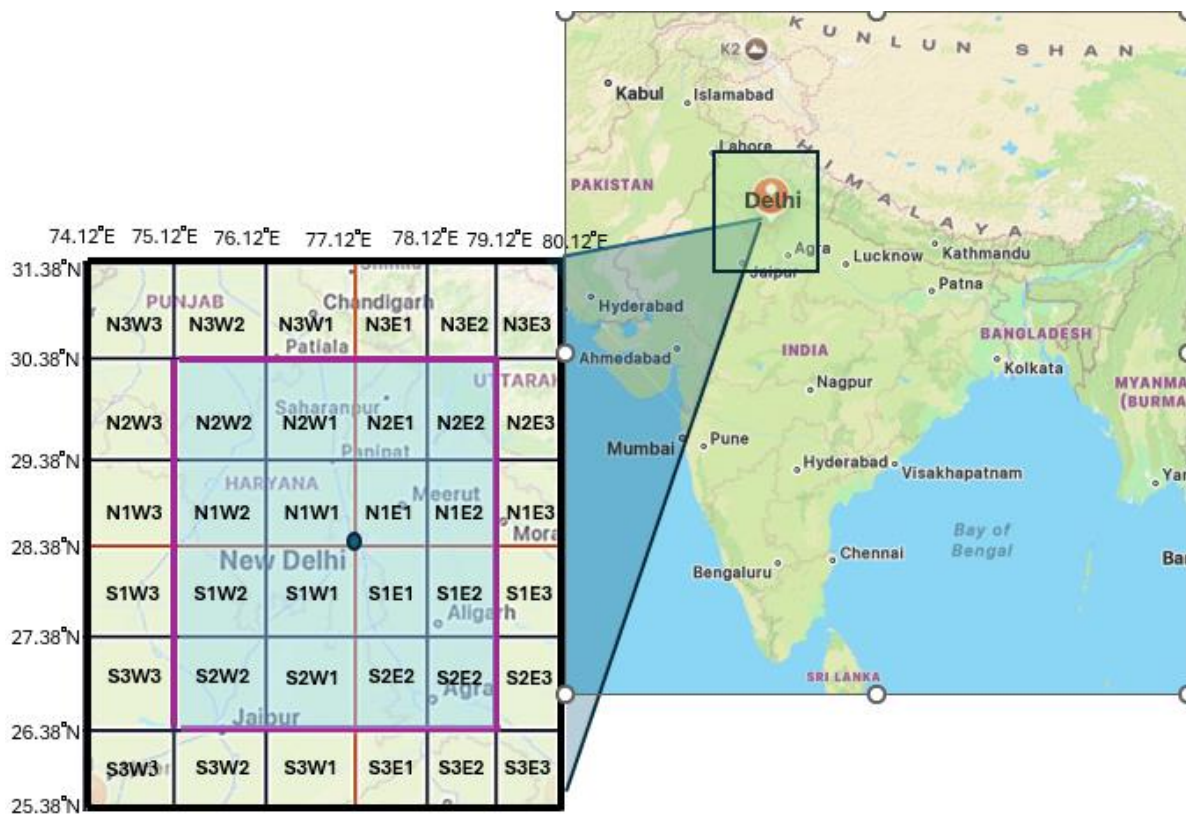 KUNLUN SHAN
K2
Kabul
Islamabad
Lahore
HIMALAYA
PAKISTAN
Delhi
Agra
Lucknow
Kathmandu
Jaipur
Patna
Hyderabad
BANGLADESH
Ahmedabad
INDIA
Kolkata
Nagpur
MYANMA
(BURMA
Mumbai
Pune
Hyderabad
Visakhapatnam
Yar
Bay of
Bengal
Chennai
Bengaluru
Ban
SRI LANKA
74.12°E 75.12°E 76.12°E 77.12°E 78.12°E 79.12°E 80.12°E
31.38°N
PUNJAB
Chandigarh
N3W3 N3W2 N3W1 N3E1 N3E2 N3E3
Patiala
30.38°N
UTTARAK
Saharanpur
N2W3 N2W2 N2W1 N2E1 N2E2 N2E3
Panipat
29.38°N
HARYANA
Meerut
N1W3 N1W2 N1W1 N1E1 N1E2 N1E3
Mora
28.38°N
New Delhi
S1W3 S1W2 S1W1 S1E1 S1E2 S1E3
Aligarh
27.38°N
S3W3 S2W2 S2W1 S2E2 S2E2 S2E3
Agra
Jaipur
26.38°N
S3W3 S3W2 S3W1 S3E1 S3E2 S3E3
25.38°N